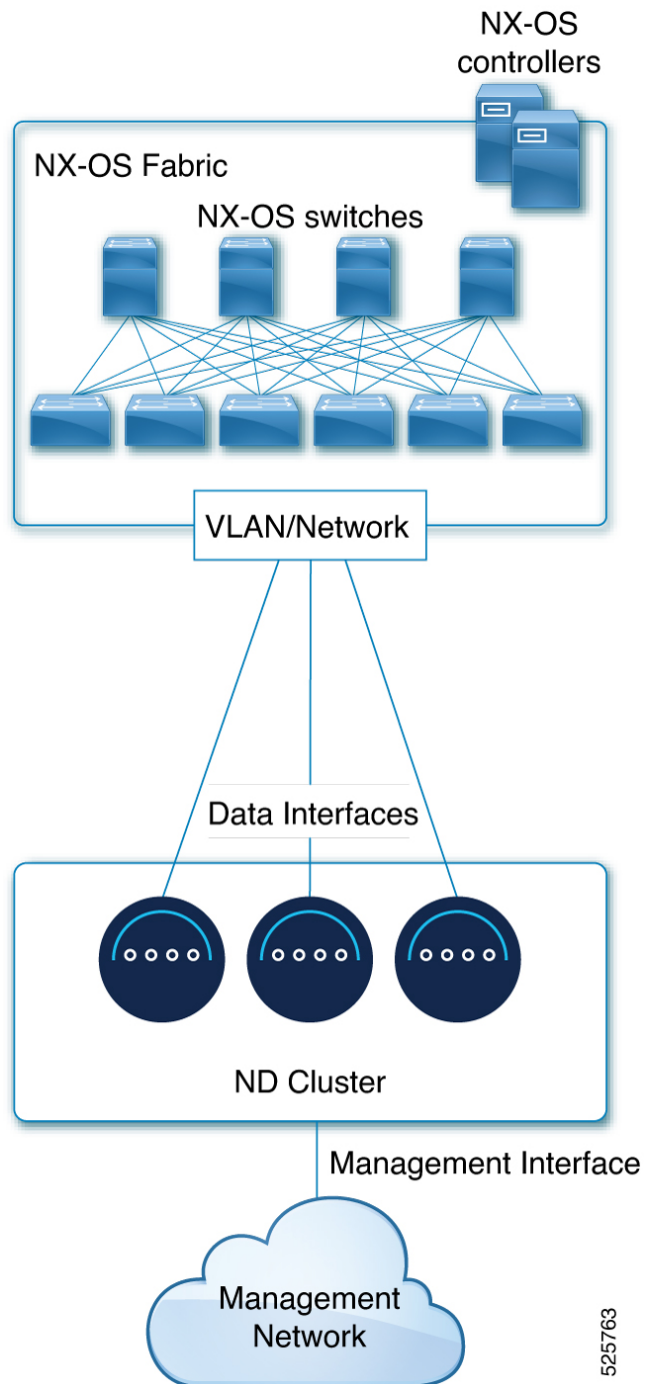 NX-OS
controllers
NX-OS Fabric
NX-OS switches
VLAN/Network
Data Interfaces
ND Cluster
Management Interface
Management
Network
525763